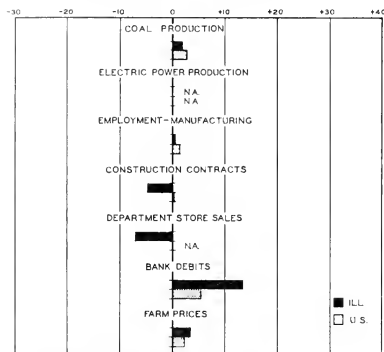 -30 -20 -10 0 +10 +20 +30 +40
COAL PRODUCTION
ELECTRIC POWER PRODUCTION
N.A.
N.A.
EMPLOYMENT-MANUFACTURING
CONSTRUCTION CONTRACTS
DEPARTMENT STORE SALES
N.A.
BANK DEBITS
ILL.
U.S.
FARM PRICES